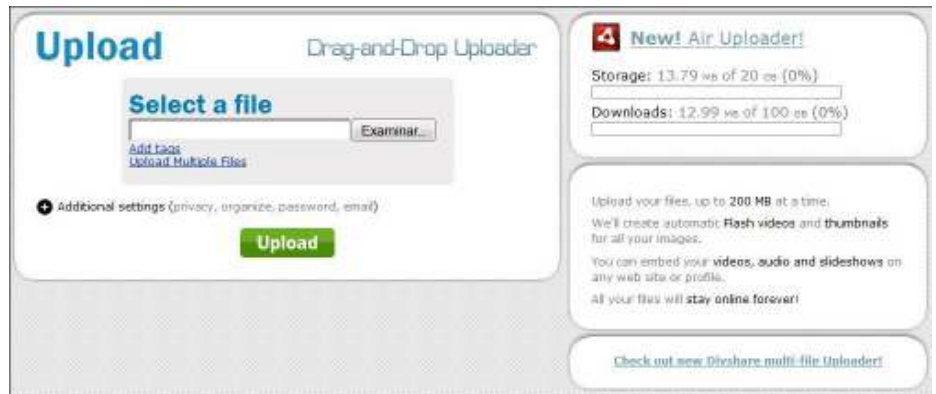 Upload
Drag-and-Drop Uploader
Select a file
Examinar...
Add tags
Upload Multiple Files
Additional settings (privacy, organize, password, email)
Upload
New! Air Uploader!
Storage: 13.79 MB of 20 GB (0%)
Downloads: 12.99 MB of 100 GB (0%)
Upload your files, up to 200 MB at a time.
We'll create automatic Flash videos and thumbnails
for all your images.
You can embed your videos, audio and slideshows on
any web site or profile.
All your files will stay online forever!
Check out new Divshare multi-file Uploader!